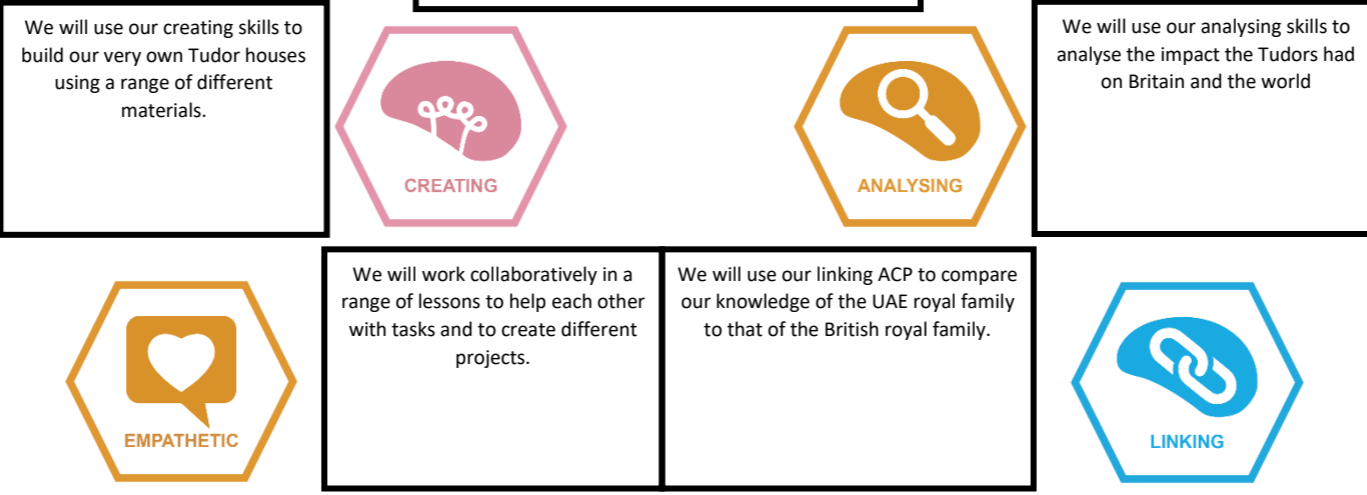 We will use our creating skills to
build our very own Tudor houses
using a range of different
materials.
CREATING
ANALYSING
We will use our analysing skills to
analyse the impact the Tudors had
on Britain and the world
EMPATHETIC
We will work collaboratively in a
range of lessons to help each other
with tasks and to create different
projects.
We will use our linking ACP to compare
our knowledge of the UAE royal family
to that of the British royal family.
LINKING